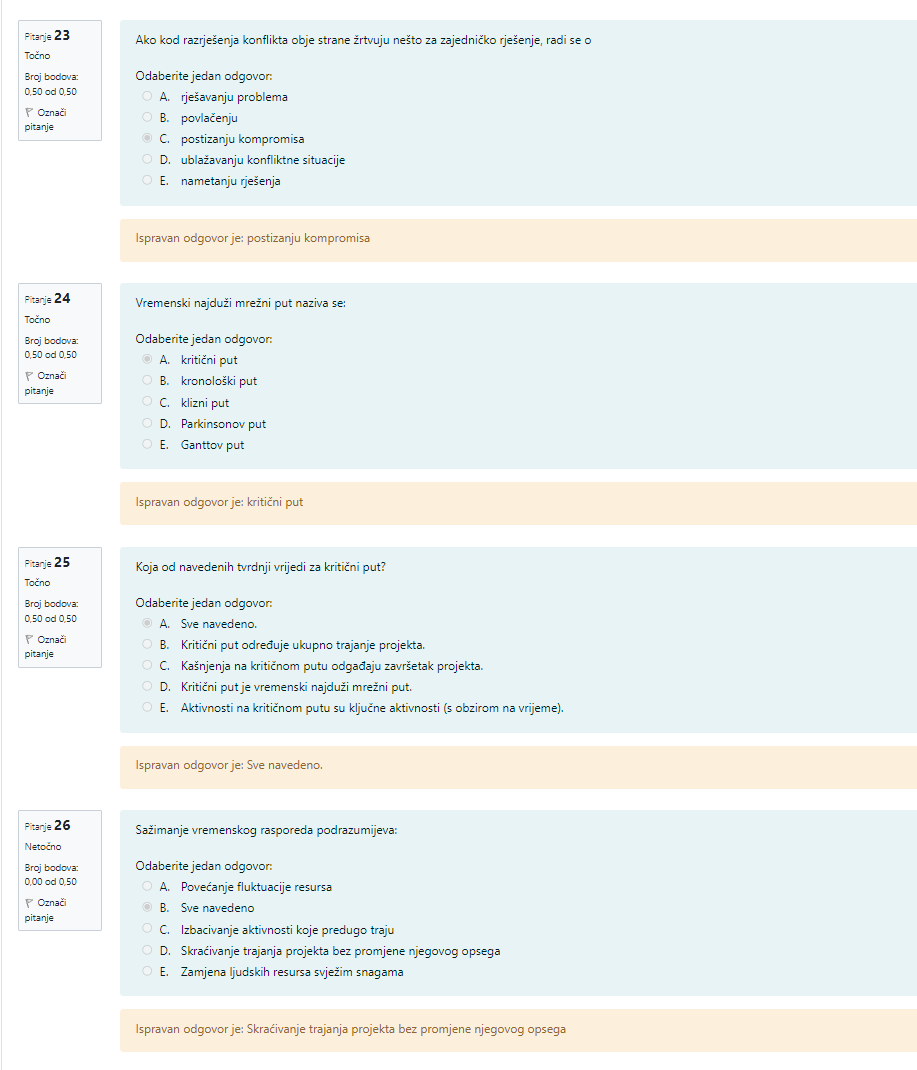 Pitanje 23
Točno
Broj bodova:
0,50 od 0,50
Označi
pitanje
Ako kod razrješenja konflikta obje strane žrtvuju nešto za zajedničko rješenje, radi se o
Odaberite jedan odgovor:
A. rješavanju problema
B. povlačenju
C. postizanju kompromisa
D. ublažavanju konfliktne situacije
E. nametanju rješenja
Ispravan odgovor je: postizanju kompromisa
Pitanje 24
Točno
Broj bodova:
0,50 od 0,50
Označi
pitanje
Vremenski najduži mrežni put naziva se:
Odaberite jedan odgovor:
A. kritični put
B. kronološki put
C. klizni put
D. Parkinsonov put
E. Ganttov put
Ispravan odgovor je: kritični put
Pitanje 25
Točno
Broj bodova:
0,50 od 0,50
Označi
pitanje
Koja od navedenih tvrdnji vrijedi za kritični put?
Odaberite jedan odgovor:
A. Sve navedeno.
B. Kritični put određuje ukupno trajanje projekta.
C. Kašnjenja na kritičnom putu odgađaju završetak projekta.
D. Kritični put je vremenski najduži mrežni put.
E. Aktivnosti na kritičnom putu su ključne aktivnosti (s obzirom na vrijeme).
Ispravan odgovor je: Sve navedeno.
Pitanje 26
Netočno
Broj bodova:
0,00 od 0,50
Označi
pitanje
Sažimanje vremenskog rasporeda podrazumijeva:
Odaberite jedan odgovor:
A. Povećanje fluktuacije resursa
B. Sve navedeno
C. Izbacivanje aktivnosti koje predugo traju
D. Skraćivanje trajanja projekta bez promjene njegovog opsega
E. Zamjena ljudskih resursa svježim snagama
Ispravan odgovor je: Skraćivanje trajanja projekta bez promjene njegovog opsega